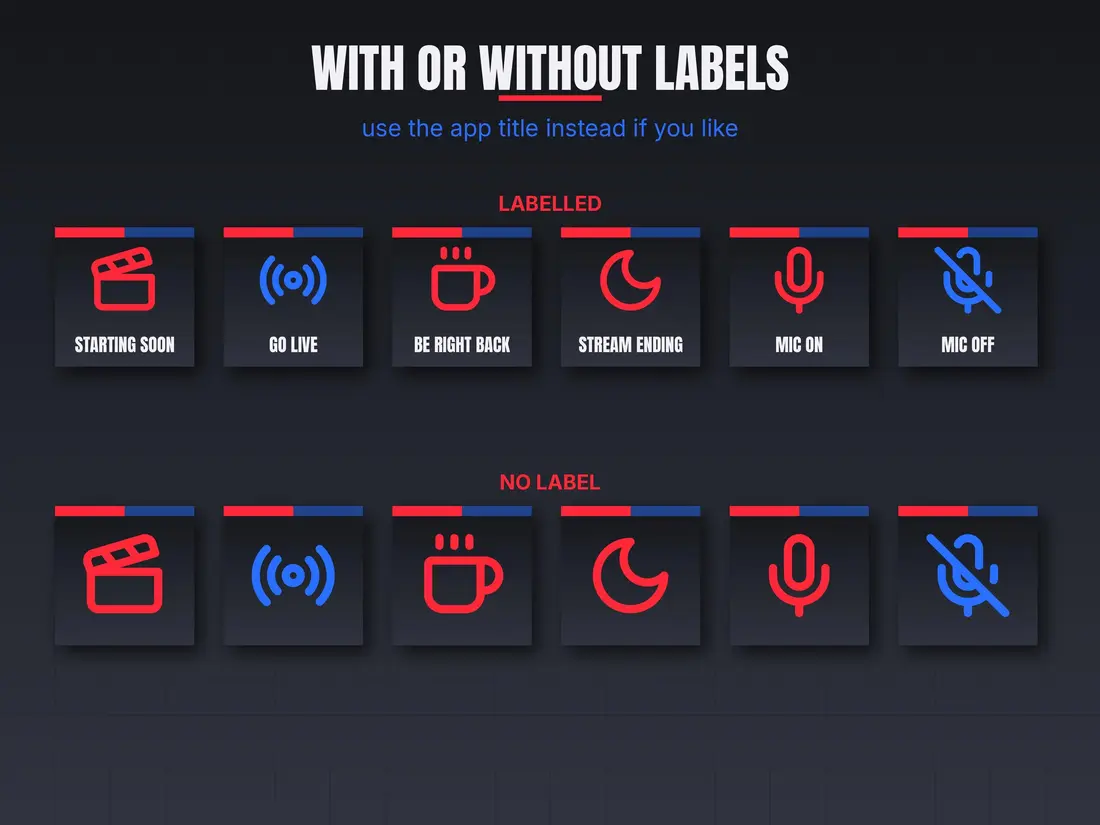 WITH OR WITHOUT LABELS
use the app title instead if you like
LABELLED
STARTING SOON
GO LIVE
BE RIGHT BACK
STREAM ENDING
MIC ON
MIC OFF
NO LABEL